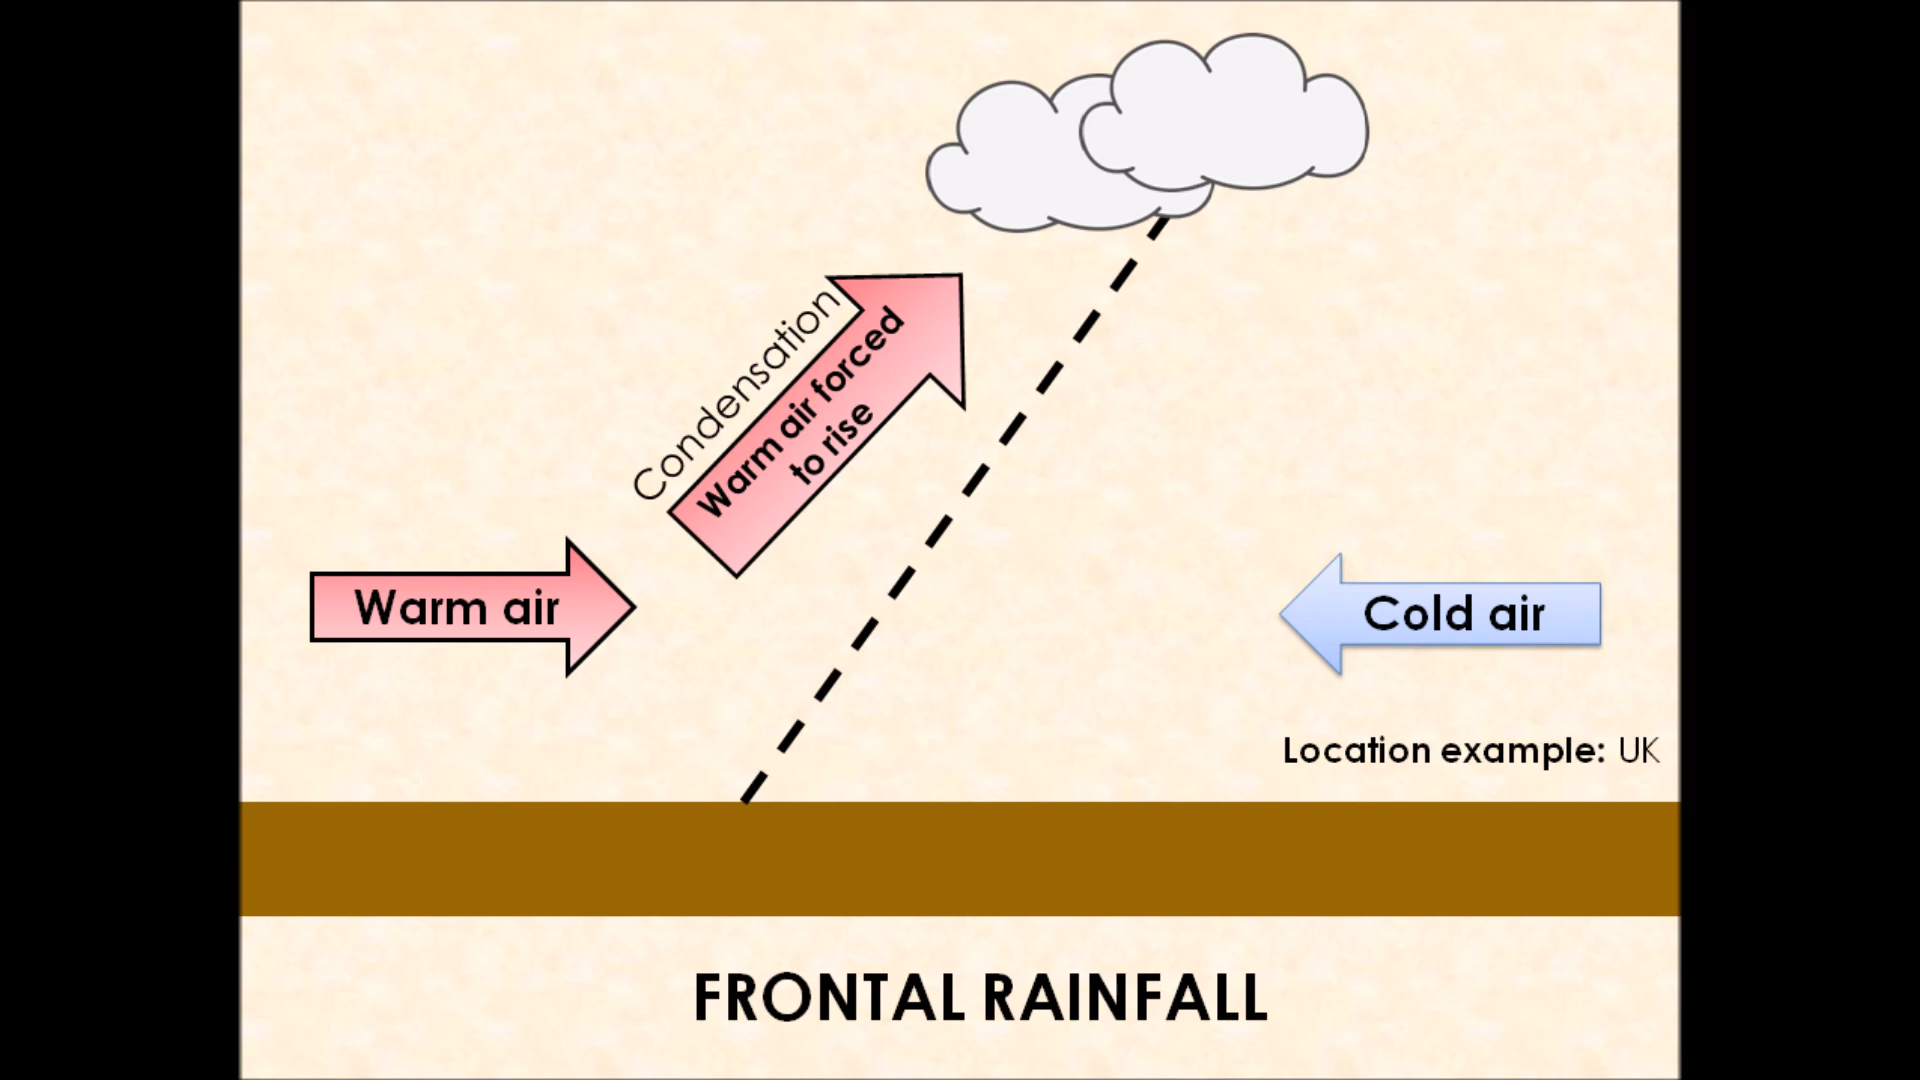 Condensation
Warm air forced
to rise
Warm air
Cold air
Location example: UK
FRONTAL RAINFALL